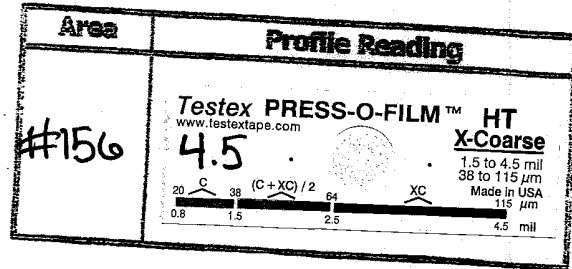 Area
Profile Reading
#156
Testex PRESS-O-FILM™ HT
www.testextape.com
X-Coarse
4.5
1.5 to 4.5 mil
38 to 115 µm
Made in USA
20 C 38 (C + XC) / 2 64 XC 115 µm
0.8 1.5 2.5 4.5 mil